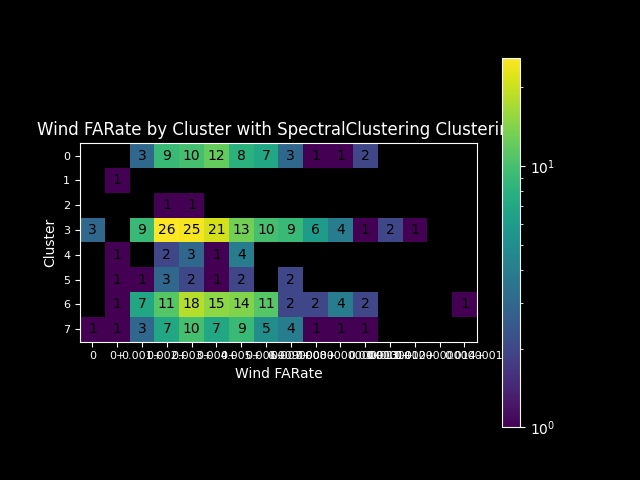 Wind FARate by Cluster with SpectralClustering Clusterin
0 3 9 10 12 8 7 3 1 1 2
1 1
2 1 1
3 3 9 26 25 21 13 10 9 6 4 1 2 1
4 1 2 3 1 4
5 1 1 3 2 1 2 2
6 1 7 11 18 15 14 11 2 2 4 2 1
7 1 1 3 7 10 7 9 5 4 1 1 1
Cluster
0
Wind FARate
10¹
10⁰